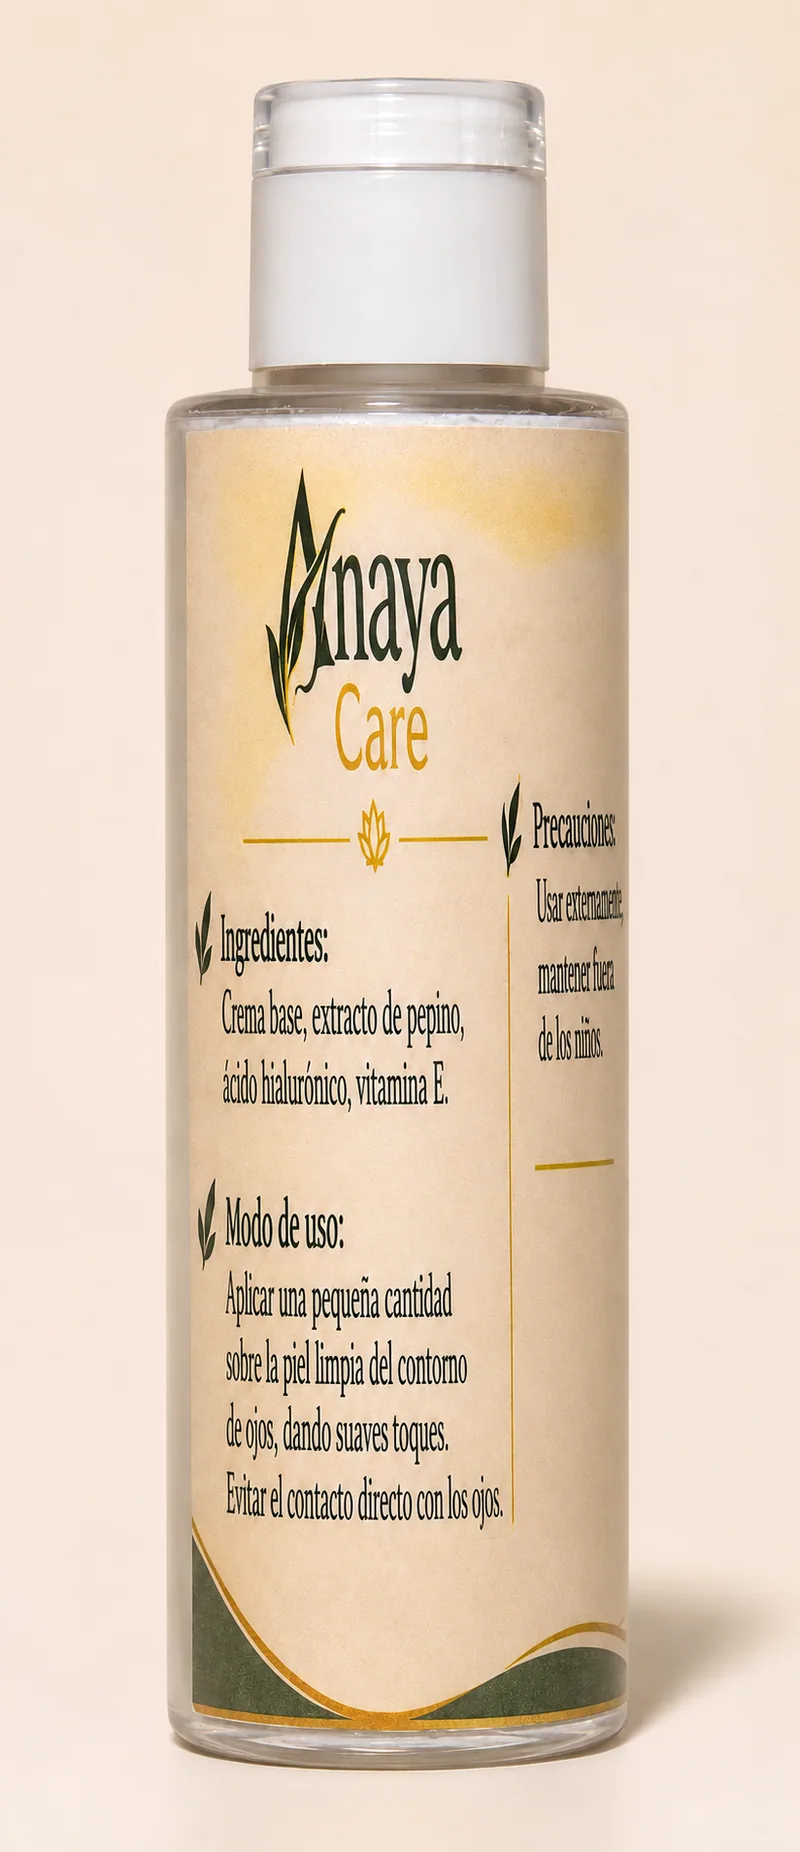 Anaya
Care
Ingredientes:
Crema base, extracto de pepino,
ácido hialurónico, vitamina E.
Modo de uso:
Aplicar una pequeña cantidad
sobre la piel limpia del contorno
de ojos, dando suaves toques.
Evitar el contacto directo con los ojos.
Precauciones:
Usar externamente,
mantener fuera
de los niños.